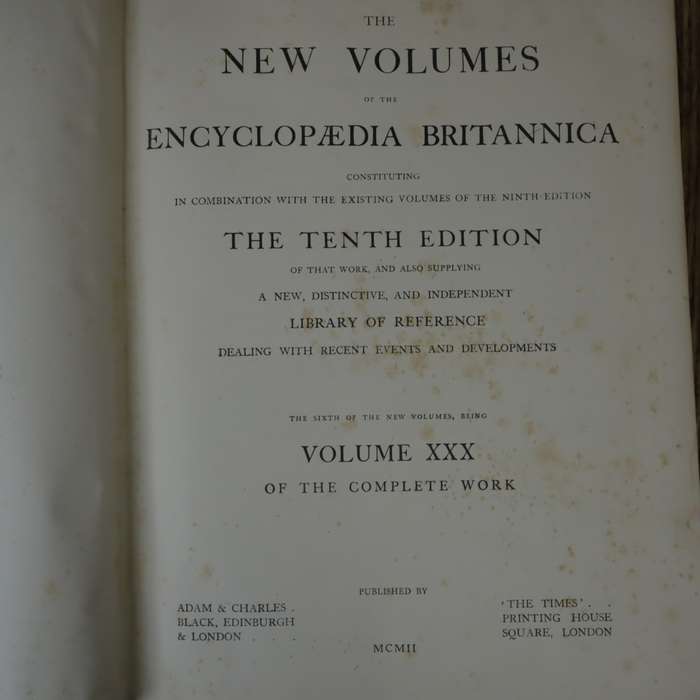 THE
NEW VOLUMES
OF THE
ENCYCLOPÆDIA BRITANNICA
CONSTITUTING
IN COMBINATION WITH THE EXISTING VOLUMES OF THE NINTH EDITION
THE TENTH EDITION
OF THAT WORK, AND ALSO SUPPLYING
A NEW, DISTINCTIVE, AND INDEPENDENT
LIBRARY OF REFERENCE
DEALING WITH RECENT EVENTS AND DEVELOPMENTS
THE SIXTH OF THE NEW VOLUMES, BEING
VOLUME XXX
OF THE COMPLETE WORK
PUBLISHED BY
ADAM & CHARLES .
BLACK, EDINBURGH
& LONDON . . .
'THE TIMES' . .
PRINTING HOUSE
SQUARE, LONDON
MCMII